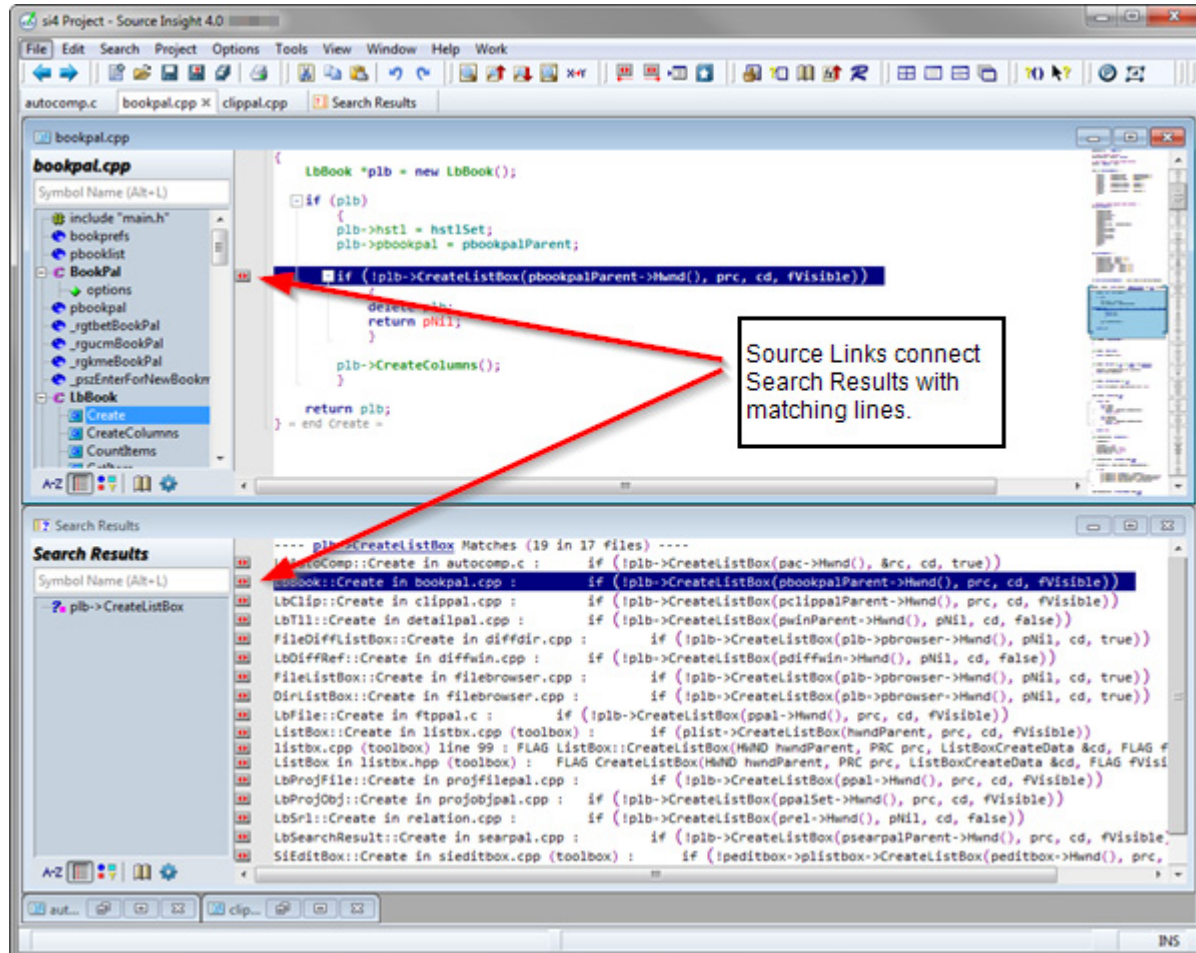 si4 Project - Source Insight 4.0
File Edit Search Project Options Tools View Window Help Work
autocomp.c bookpal.cpp × clippal.cpp Search Results
bookpal.cpp
bookpal.cpp
Symbol Name (Alt+L)
include "main.h"
bookprefs
pbooklist
C BookPal
options
pbookpal
_rgtbetBookPal
_rgucmBookPal
_rgkmeBookPal
_pszEnterForNewBookm
C LbBook
Create
CreateColumns
CountItems
A-Z
{
LbBook *plb = new LbBook();
if (plb)
{
plb->hstl = hstlSet;
plb->pbookpal = pbookpalParent;
if (!plb->CreateListBox(pbookpalParent->Hwnd(), prc, cd, fVisible))
{
delete plb;
return pNil;
}
plb->CreateColumns();
}
return plb;
} « end Create »
Source Links connect
Search Results with
matching lines.
Search Results
Search Results
Symbol Name (Alt+L)
plb->CreateListBox
A-Z
---- plb->CreateListBox Matches (19 in 17 files) ----
LbAutoComp::Create in autocomp.c : if (!plb->CreateListBox(pac->Hwnd(), &rc, cd, true))
LbBook::Create in bookpal.cpp : if (!plb->CreateListBox(pbookpalParent->Hwnd(), prc, cd, fVisible))
LbClip::Create in clippal.cpp : if (!plb->CreateListBox(pclippalParent->Hwnd(), prc, cd, fVisible))
LbTll::Create in detailpal.cpp : if (!plb->CreateListBox(pwinParent->Hwnd(), pNil, cd, false))
FileDiffListBox::Create in diffdir.cpp : if (!plb->CreateListBox(plb->pbrowser->Hwnd(), pNil, cd, true))
LbDiffRef::Create in diffwin.cpp : if (!plb->CreateListBox(pdiffwin->Hwnd(), pNil, cd, false))
FileListBox::Create in filebrowser.cpp : if (!plb->CreateListBox(plb->pbrowser->Hwnd(), pNil, cd, true))
DirListBox::Create in filebrowser.cpp : if (!plb->CreateListBox(plb->pbrowser->Hwnd(), pNil, cd, true))
LbFile::Create in ftppal.c : if (!plb->CreateListBox(ppal->Hwnd(), prc, cd, fVisible))
ListBox::Create in listbx.cpp (toolbox) : if (plist->CreateListBox(hwndParent, prc, cd, fVisible))
listbx.cpp (toolbox) line 99 : FLAG ListBox::CreateListBox(HWND hwndParent, PRC prc, ListBoxCreateData &cd, FLAG f
ListBox in listbx.hpp (toolbox) : FLAG CreateListBox(HWND hwndParent, PRC prc, ListBoxCreateData &cd, FLAG fVisi
LbProjFile::Create in projfilepal.cpp : if (!plb->CreateListBox(ppal->Hwnd(), prc, cd, fVisible))
LbProjObj::Create in projobjpal.cpp : if (!plb->CreateListBox(ppalSet->Hwnd(), prc, cd, fVisible))
LbSrl::Create in relation.cpp : if (!plb->CreateListBox(prel->Hwnd(), pNil, cd, false))
LbSearchResult::Create in searpal.cpp : if (!plb->CreateListBox(psearpalParent->Hwnd(), prc, cd, fVisible)
SiEditBox::Create in sieditbox.cpp (toolbox) : if (!peditbox->plistbox->CreateListBox(peditbox->Hwnd(), prc,
aut... clip...
INS